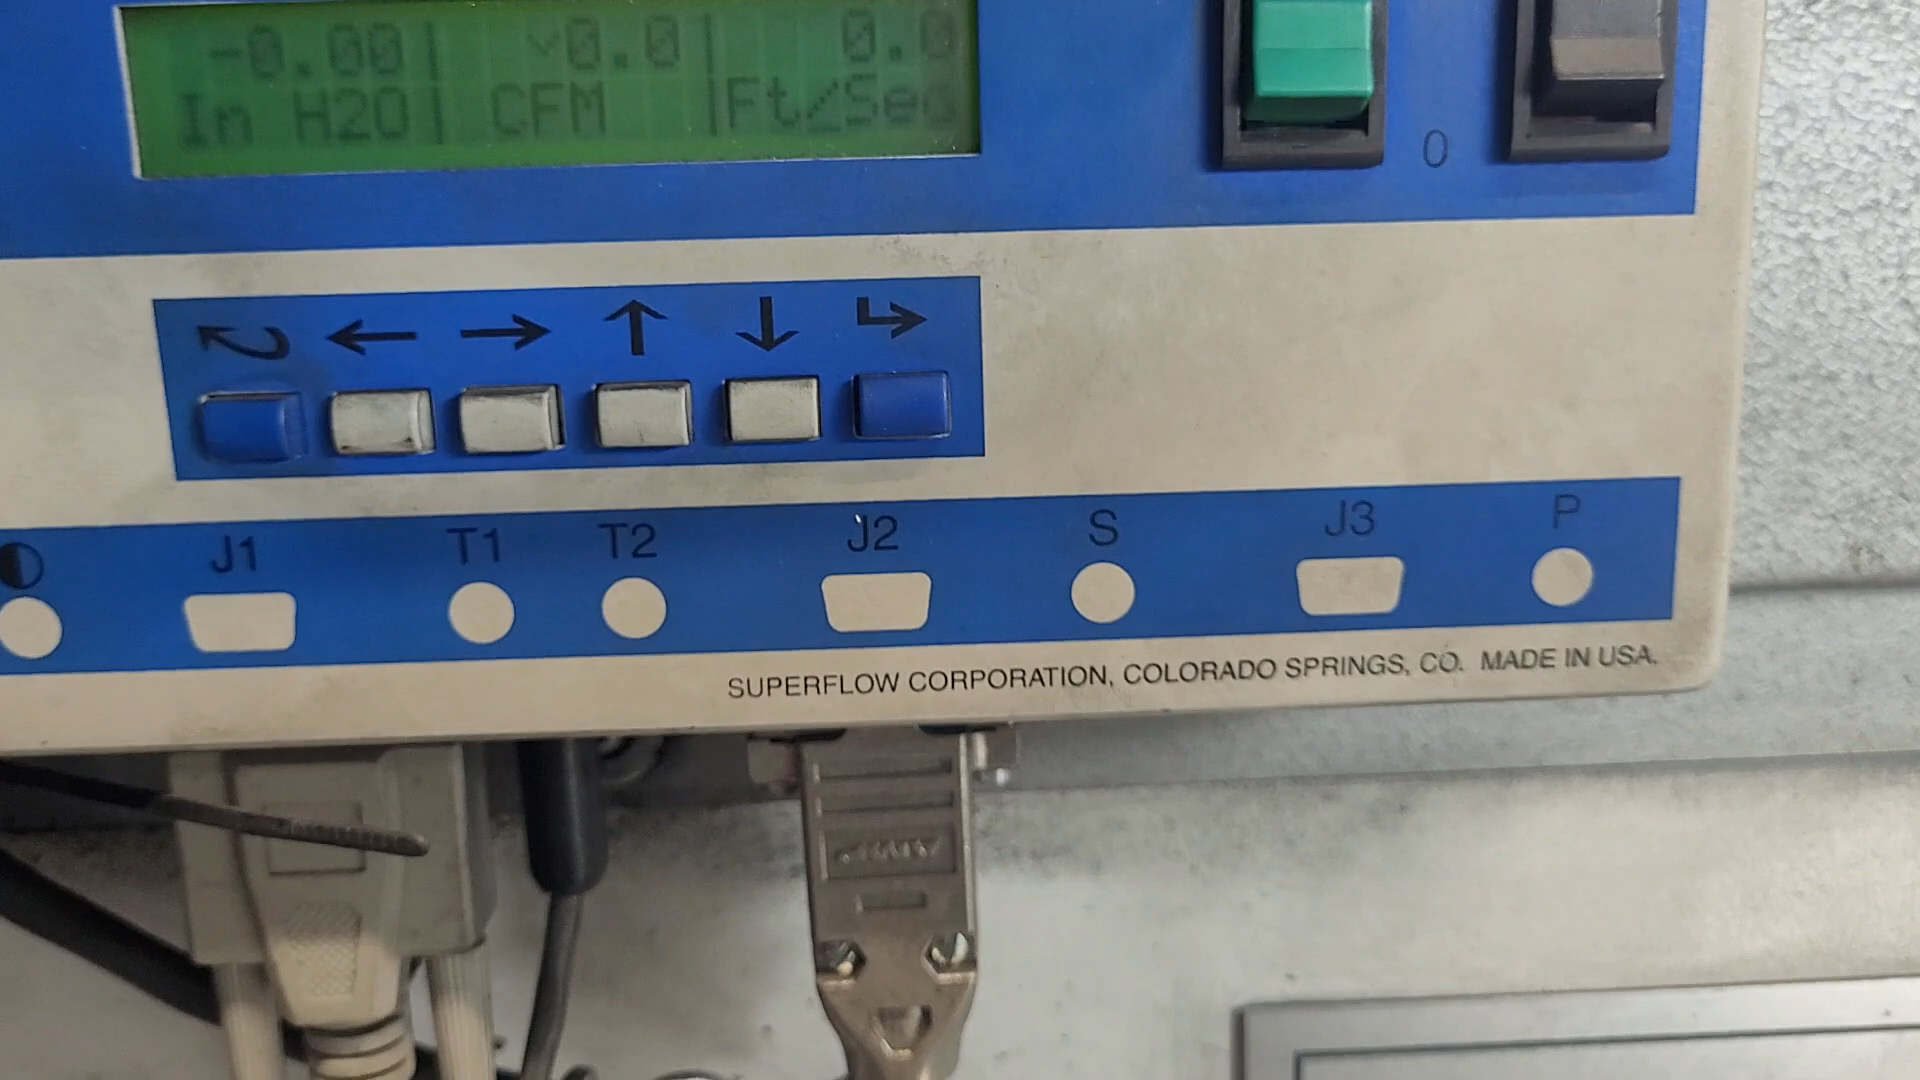 -0.00| ~0.0| 0.0
In H2O| CFM |Ft/Sec
0
J1 T1 T2 J2 S J3 P
SUPERFLOW CORPORATION, COLORADO SPRINGS, CO. MADE IN USA.